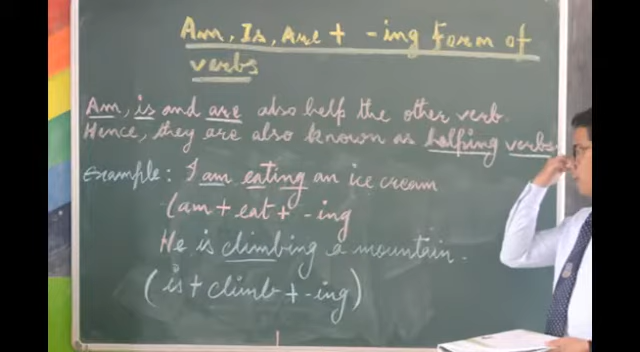 Am, Is, Are + -ing Form of
verbs
Am, is and are also help the other verb.
Hence, they are also known as helping verbs
Example: I am eating an ice cream
(am + eat + -ing
He is climbing a mountain.
(is + climb + -ing)